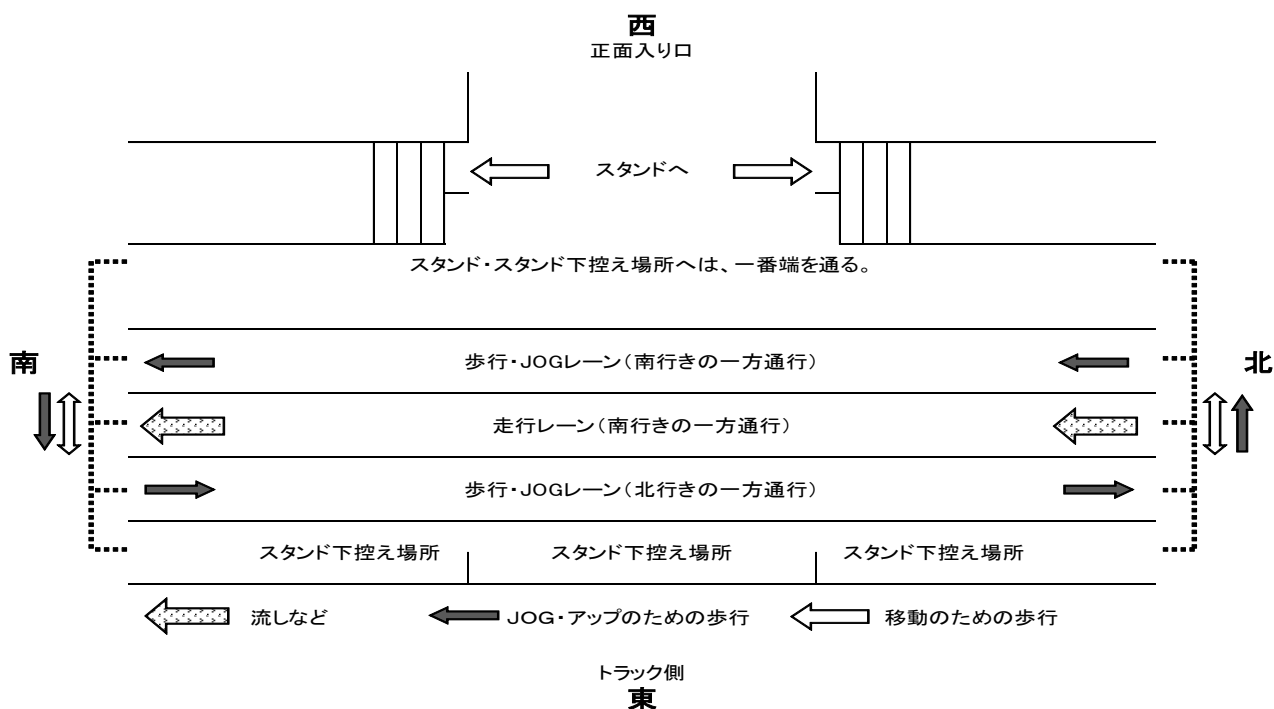 西
正面入り口
スタンドへ
スタンド・スタンド下控え場所へは、一番端を通る。
南
歩行・JOGレーン（南行きの一方通行）
北
走行レーン（南行きの一方通行）
歩行・JOGレーン（北行きの一方通行）
スタンド下控え場所 スタンド下控え場所 スタンド下控え場所
流しなど JOG・アップのための歩行 移動のための歩行
トラック側
東